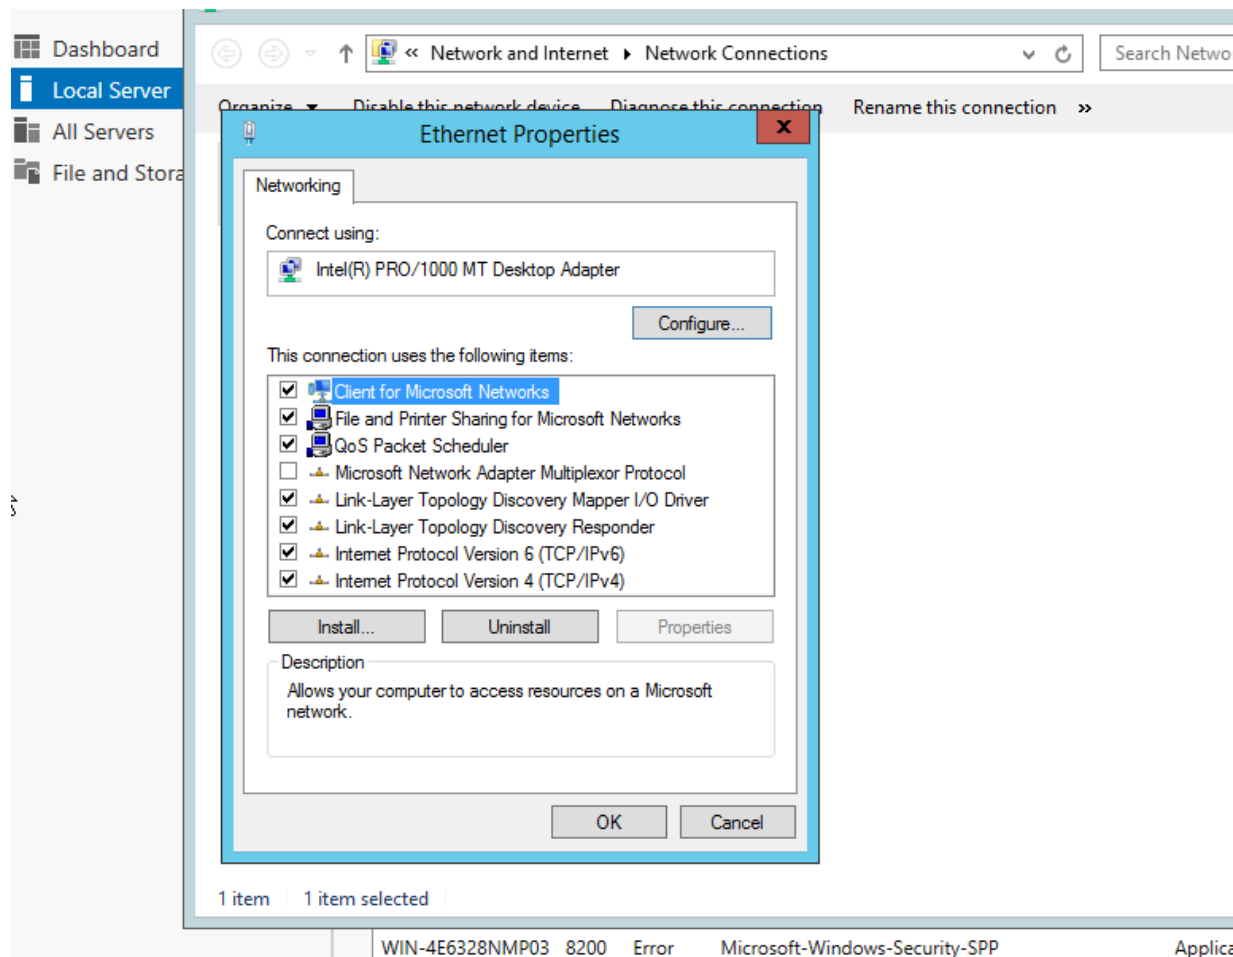 Dashboard
Local Server
All Servers
File and Stora
« Network and Internet Network Connections
Search Netwo
Organize Disable this network device Diagnose this connection Rename this connection »
Ethernet Properties
x
Networking
Connect using:
Intel(R) PRO/1000 MT Desktop Adapter
Configure...
This connection uses the following items:
Client for Microsoft Networks
File and Printer Sharing for Microsoft Networks
QoS Packet Scheduler
Microsoft Network Adapter Multiplexor Protocol
Link-Layer Topology Discovery Mapper I/O Driver
Link-Layer Topology Discovery Responder
Internet Protocol Version 6 (TCP/IPv6)
Internet Protocol Version 4 (TCP/IPv4)
Install... Uninstall Properties
Description
Allows your computer to access resources on a Microsoft
network.
OK Cancel
1 item 1 item selected
WIN-4E6328NMP03 8200 Error Microsoft-Windows-Security-SPP Applica